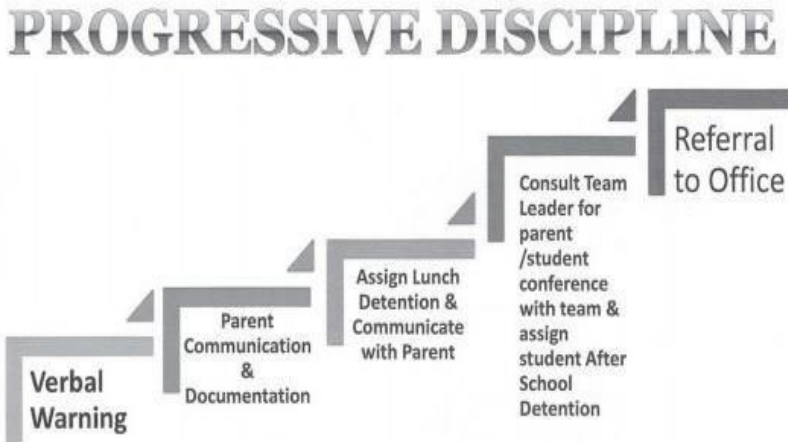 PROGRESSIVE DISCIPLINE
Verbal
Warning
Parent
Communication
&
Documentation
Assign Lunch
Detention &
Communicate
with Parent
Consult Team
Leader for
parent
/student
conference
with team &
assign
student After
School
Detention
Referral
to Office